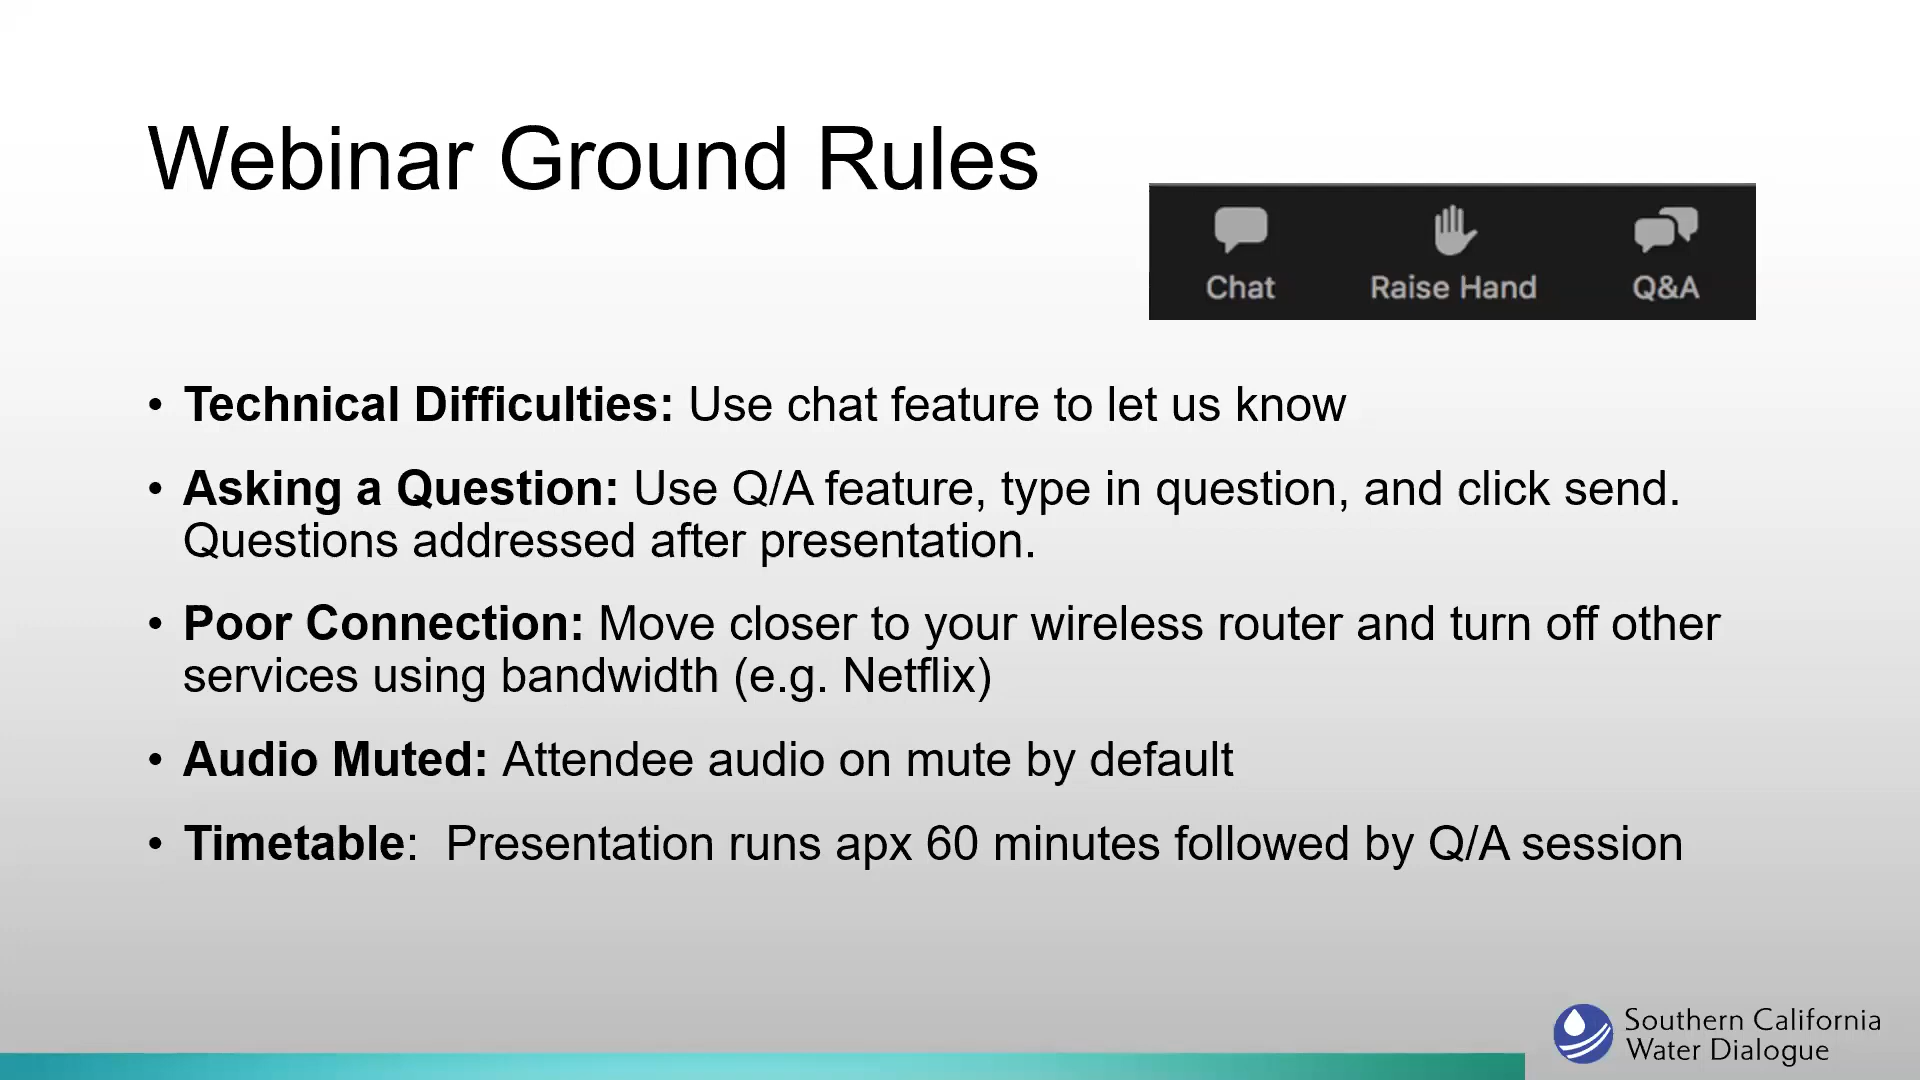 Webinar Ground Rules
Chat
Raise Hand
Q&A
• Technical Difficulties: Use chat feature to let us know
• Asking a Question: Use Q/A feature, type in question, and click send.
Questions addressed after presentation.
• Poor Connection: Move closer to your wireless router and turn off other
services using bandwidth (e.g. Netflix)
• Audio Muted: Attendee audio on mute by default
• Timetable:  Presentation runs apx 60 minutes followed by Q/A session
Southern California
Water Dialogue